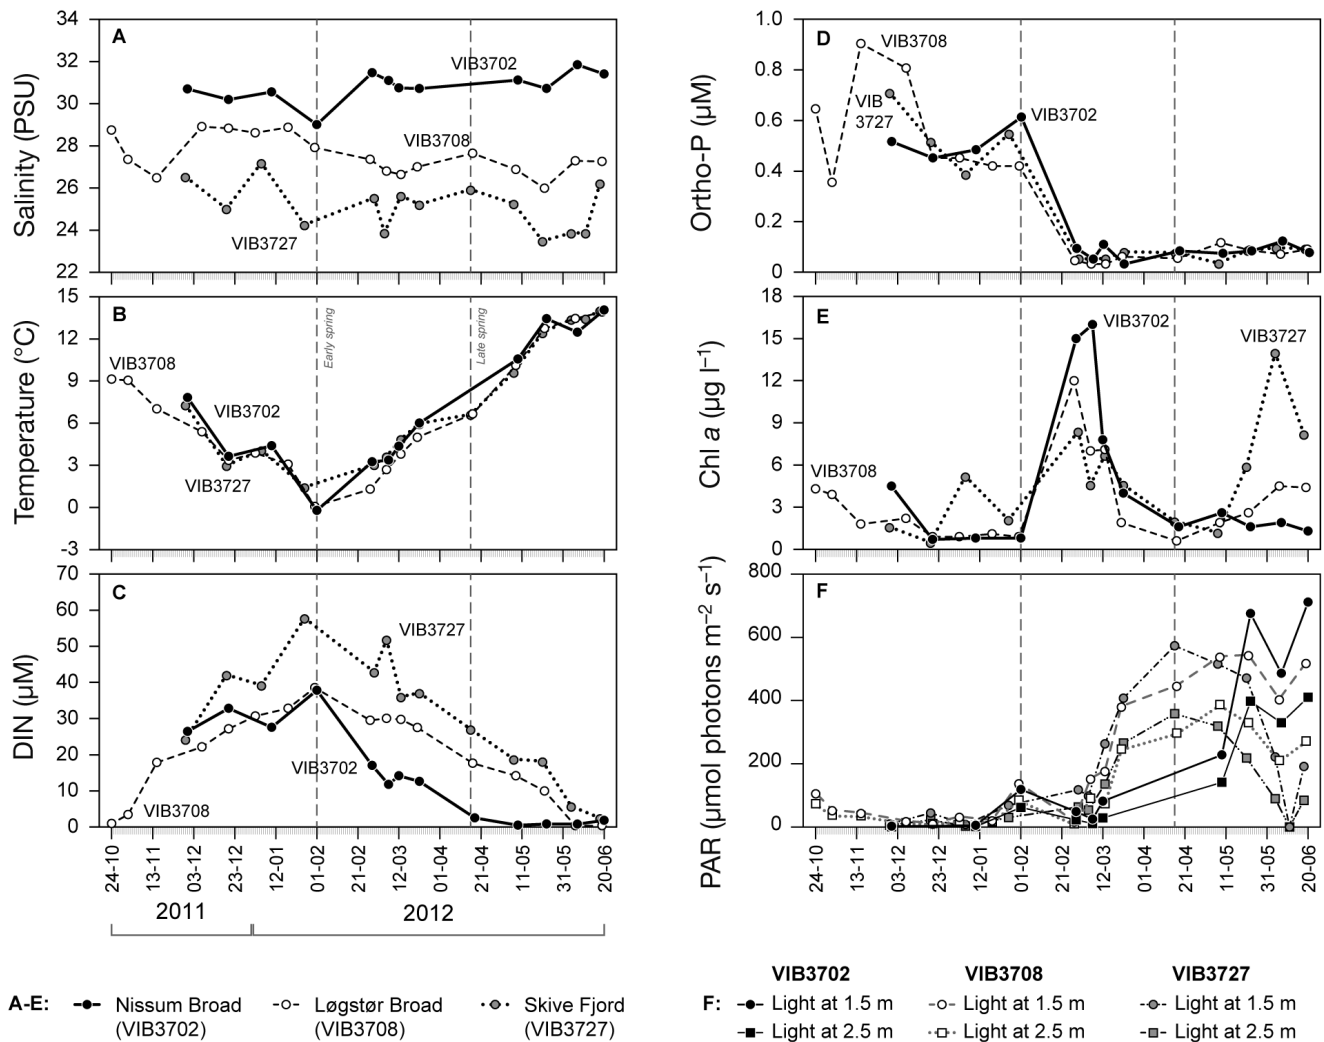 A
Salinity (PSU)
34
32
30
28
26
24
22
VIB3702
VIB3708
VIB3727
B
Temperature (°C)
15
12
9
6
3
0
-3
VIB3708
VIB3702
VIB3727
Early spring
Late spring
C
DIN (µM)
70
60
50
40
30
20
10
0
VIB3727
VIB3702
VIB3708
24-10
13-11
03-12
23-12
12-01
01-02
21-02
12-03
01-04
21-04
11-05
31-05
20-06
2011
2012
D
Ortho-P (µM)
1.0
0.8
0.6
0.4
0.2
0
VIB3708
VIB
3727
VIB3702
E
Chl a (µg l–1)
18
15
12
9
6
3
0
VIB3702
VIB3727
VIB3708
F
PAR (µmol photons m–2 s–1)
800
600
400
200
0
24-10
13-11
03-12
23-12
12-01
01-02
21-02
12-03
01-04
21-04
11-05
31-05
20-06
A-E:
Nissum Broad
(VIB3702)
Løgstør Broad
(VIB3708)
Skive Fjord
(VIB3727)
VIB3702 VIB3708 VIB3727
F: Light at 1.5 m Light at 1.5 m Light at 1.5 m
Light at 2.5 m Light at 2.5 m Light at 2.5 m